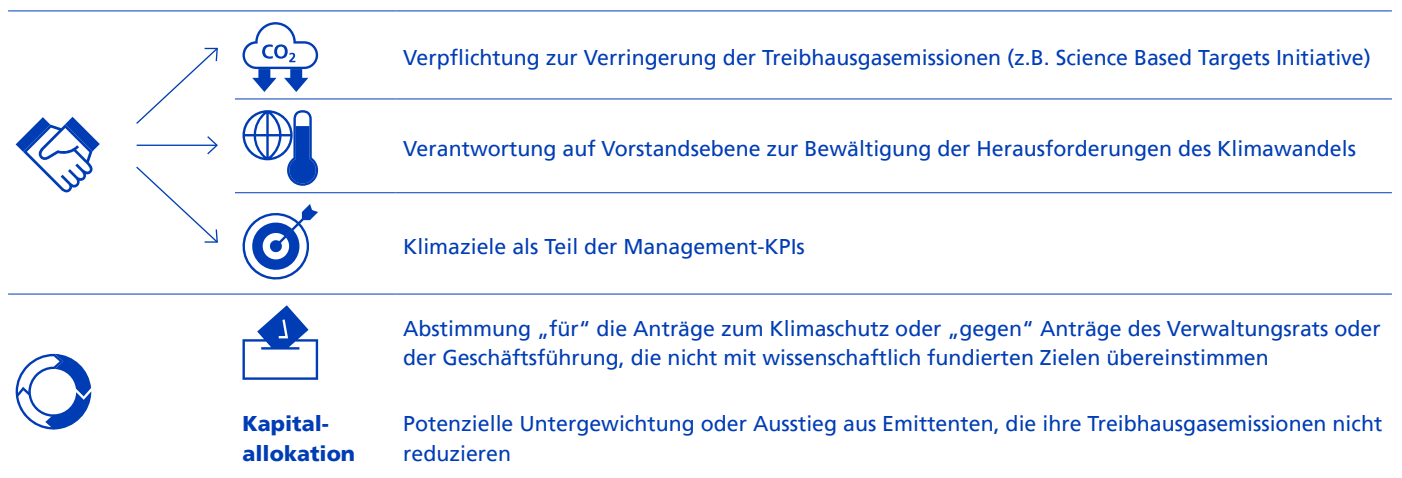 CO₂
Verpflichtung zur Verringerung der Treibhausgasemissionen (z.B. Science Based Targets Initiative)
Verantwortung auf Vorstandsebene zur Bewältigung der Herausforderungen des Klimawandels
Klimaziele als Teil der Management-KPIs
Abstimmung „für“ die Anträge zum Klimaschutz oder „gegen“ Anträge des Verwaltungsrats oder
der Geschäftsführung, die nicht mit wissenschaftlich fundierten Zielen übereinstimmen
Kapital-
allokation
Potenzielle Untergewichtung oder Ausstieg aus Emittenten, die ihre Treibhausgasemissionen nicht
reduzieren